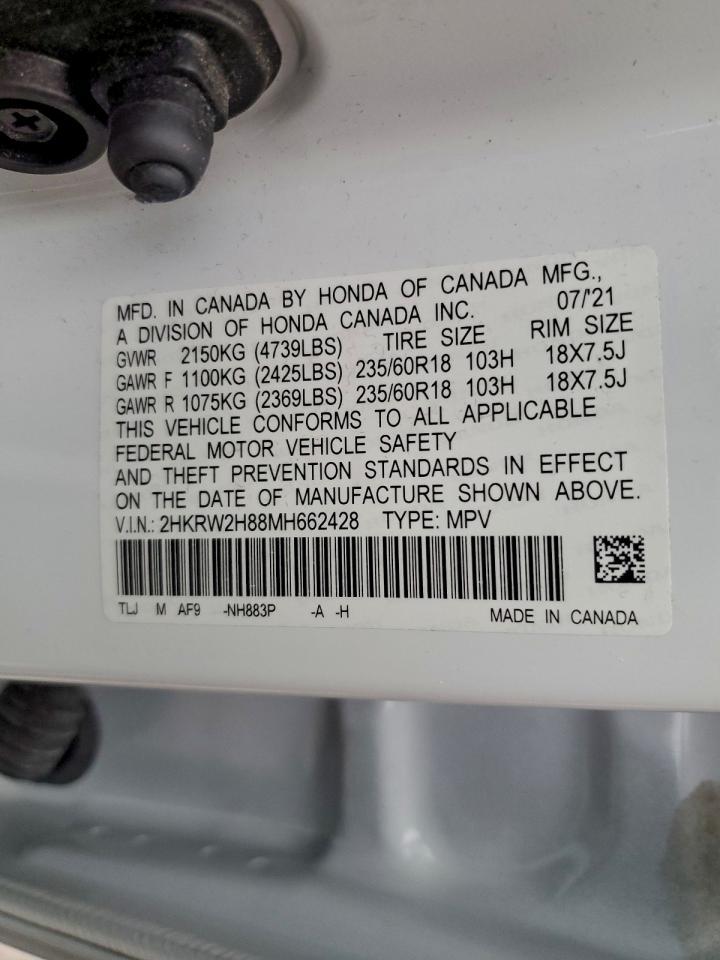 MFD. IN CANADA BY HONDA OF CANADA MFG.,
A DIVISION OF HONDA CANADA INC. 07/'21
GVWR 2150KG (4739LBS) TIRE SIZE RIM SIZE
GAWR F 1100KG (2425LBS) 235/60R18 103H 18X7.5J
GAWR R 1075KG (2369LBS) 235/60R18 103H 18X7.5J
THIS VEHICLE CONFORMS TO ALL APPLICABLE
FEDERAL MOTOR VEHICLE SAFETY
AND THEFT PREVENTION STANDARDS IN EFFECT
ON THE DATE OF MANUFACTURE SHOWN ABOVE.
V.I.N.: 2HKRW2H88MH662428 TYPE: MPV
TLJ M AF9 -NH883P -A -H MADE IN CANADA